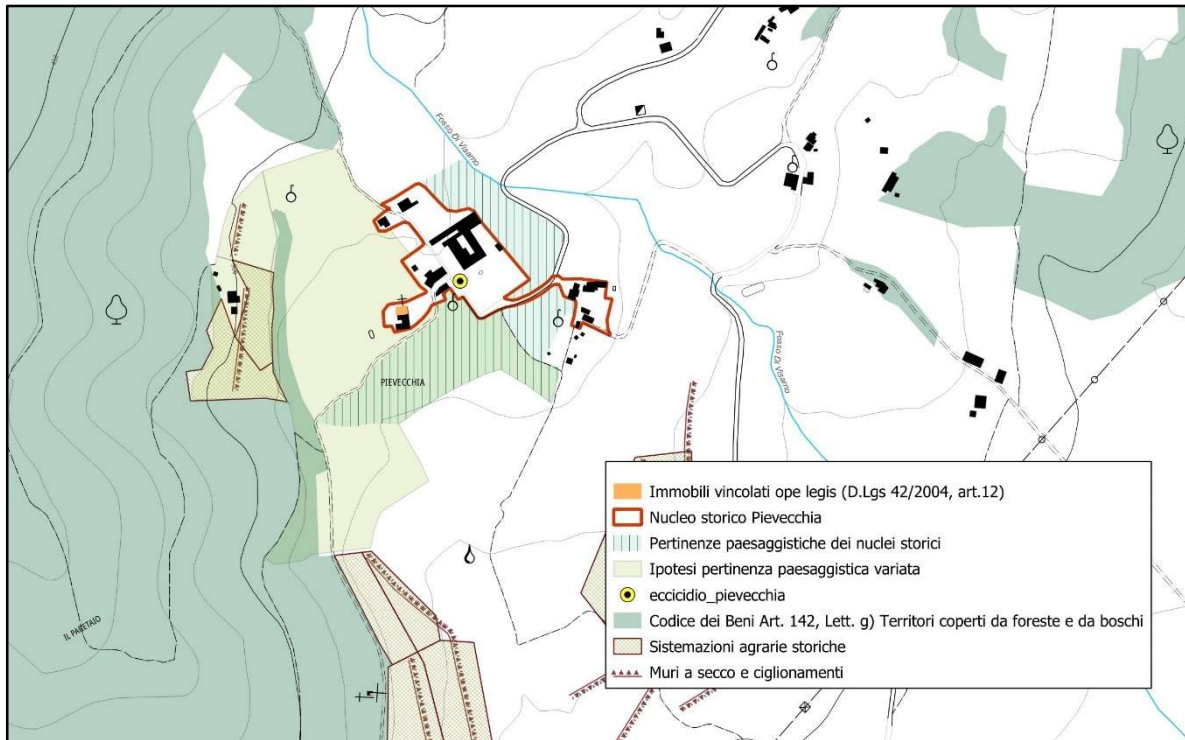 Fosso Di Visarno
PIEVECCHIA
Fosso Di Visarno
IL PARETAIO
Immobili vincolati ope legis (D.Lgs 42/2004, art.12)
Nucleo storico Pievecchia
Pertinenze paesaggistiche dei nuclei storici
Ipotesi pertinenza paesaggistica variata
eccicidio_pievecchia
Codice dei Beni Art. 142, Lett. g) Territori coperti da foreste e da boschi
Sistemazioni agrarie storiche
Muri a secco e ciglionamenti